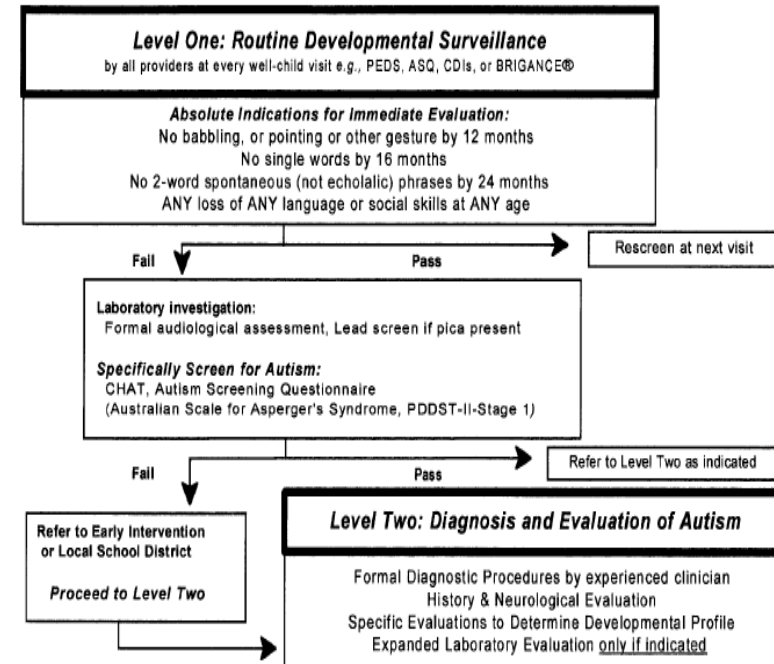 Level One: Routine Developmental Surveillance
by all providers at every well-child visit e.g., PEDS, ASQ, CDIs, or BRIGANCE®
Absolute Indications for Immediate Evaluation:
No babbling, or pointing or other gesture by 12 months
No single words by 16 months
No 2-word spontaneous (not echolalic) phrases by 24 months
ANY loss of ANY language or social skills at ANY age
Fail
Pass
Rescreen at next visit
Laboratory investigation:
Formal audiological assessment, Lead screen if pica present
Specifically Screen for Autism:
CHAT, Autism Screening Questionnaire
(Australian Scale for Asperger's Syndrome, PDDST-II-Stage 1)
Fail
Pass
Refer to Level Two as indicated
Refer to Early Intervention
or Local School District
Proceed to Level Two
Level Two: Diagnosis and Evaluation of Autism
Formal Diagnostic Procedures by experienced clinician
History & Neurological Evaluation
Specific Evaluations to Determine Developmental Profile
Expanded Laboratory Evaluation only if indicated